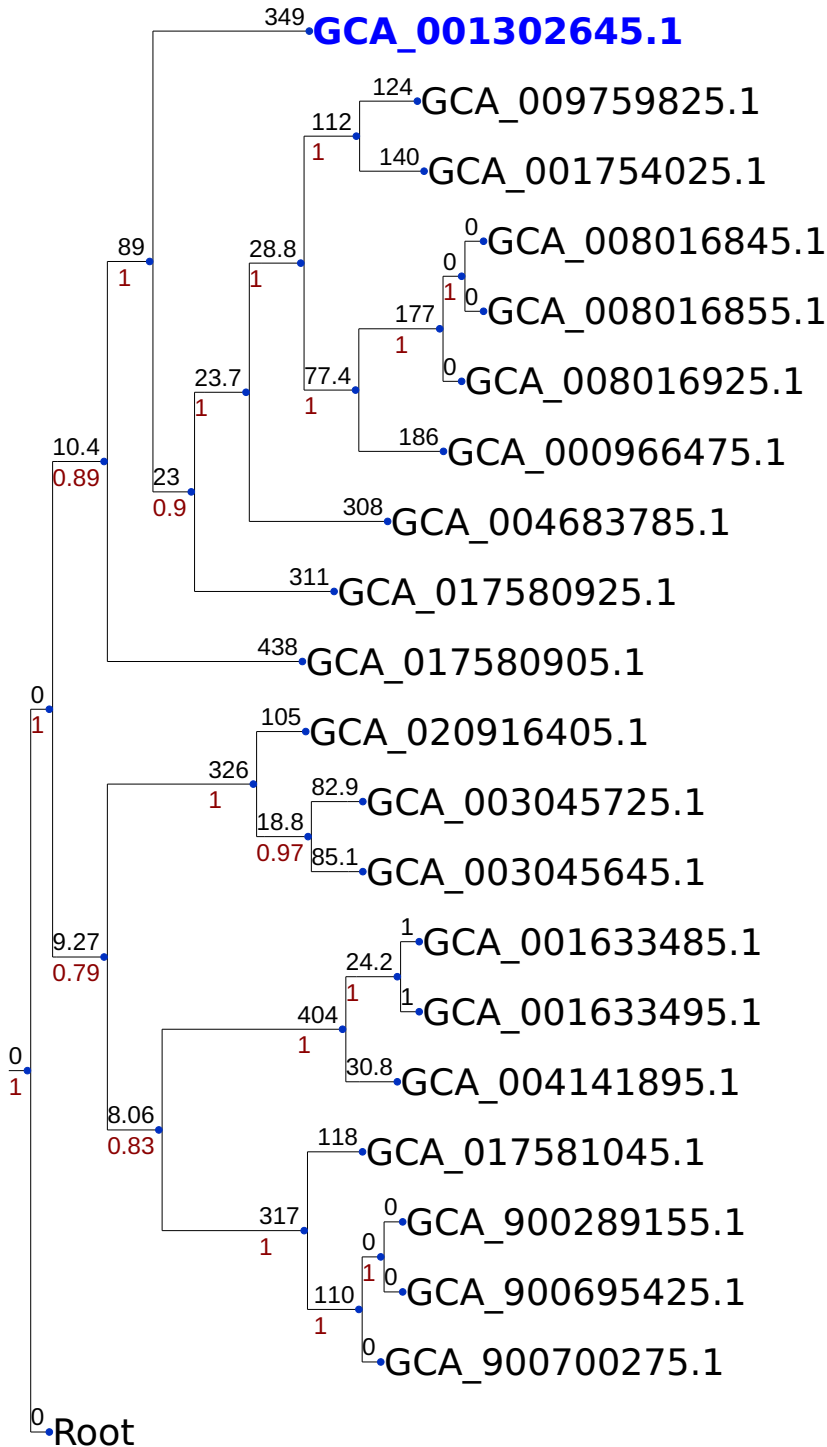 349
GCA_001302645.1
124
GCA_009759825.1
112
1
140
GCA_001754025.1
0
GCA_008016845.1
89
1
28.8
1
0
1
0
GCA_008016855.1
177
1
0
GCA_008016925.1
23.7
1
77.4
1
186
GCA_000966475.1
10.4
0.89
23
0.9
308
GCA_004683785.1
311
GCA_017580925.1
438
GCA_017580905.1
0
1
105
GCA_020916405.1
326
1
82.9
GCA_003045725.1
18.8
0.97
85.1
GCA_003045645.1
1
GCA_001633485.1
9.27
0.79
24.2
1
1
GCA_001633495.1
404
1
0
1
30.8
GCA_004141895.1
8.06
0.83
118
GCA_017581045.1
317
1
0
GCA_900289155.1
0
1
0
GCA_900695425.1
110
1
0
GCA_900700275.1
0
Root